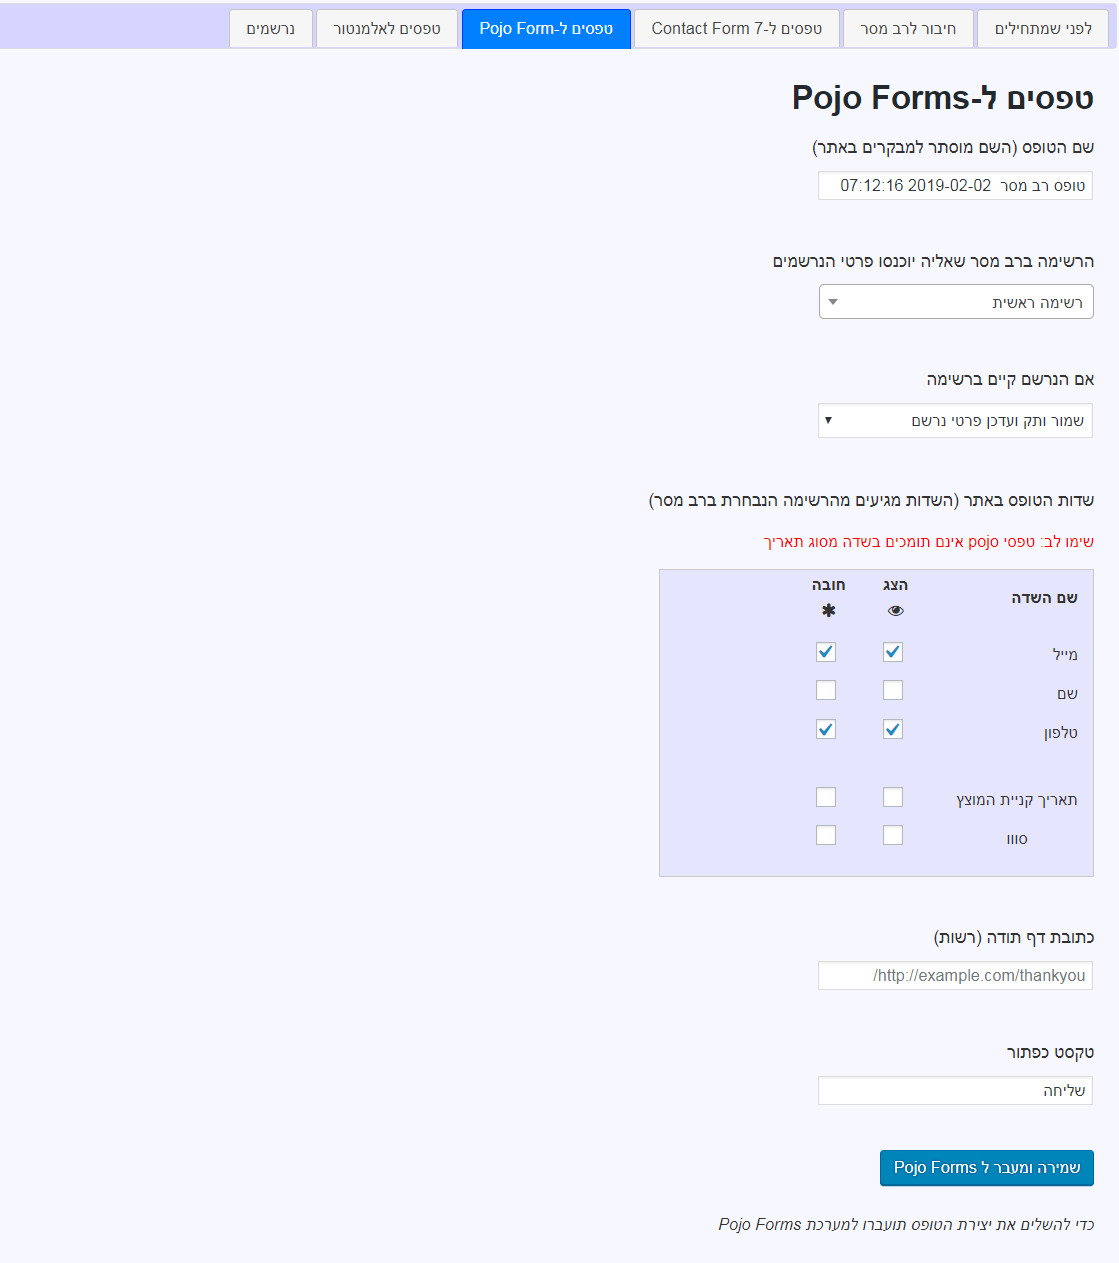 לפני שמתחילים
חיבור לרב מסר
טפסים ל-Contact Form 7
טפסים ל-Pojo Form
טפסים לאלמנטור
נרשמים
טפסים ל-Pojo Forms
שם הטופס (השם מוסתר למבקרים באתר)
טופס רב מסר 2019-02-02 07:12:16
הרשימה ברב מסר שאליה יוכנסו פרטי הנרשמים
רשימה ראשית
אם הנרשם קיים ברשימה
שמור ותק ועדכן פרטי נרשם
שדות הטופס באתר (השדות מגיעים מהרשימה הנבחרת ברב מסר)
שימו לב: טפסי pojo אינם תומכים בשדה מסוג תאריך
שם השדה הצג חובה
מייל
שם
טלפון
תאריך קניית המוצץ
סווו
כתובת דף תודה (רשות)
http://example.com/thankyou/
טקסט כפתור
שליחה
שמירה ומעבר ל Pojo Forms
כדי להשלים את יצירת הטופס תועברו למערכת Pojo Forms